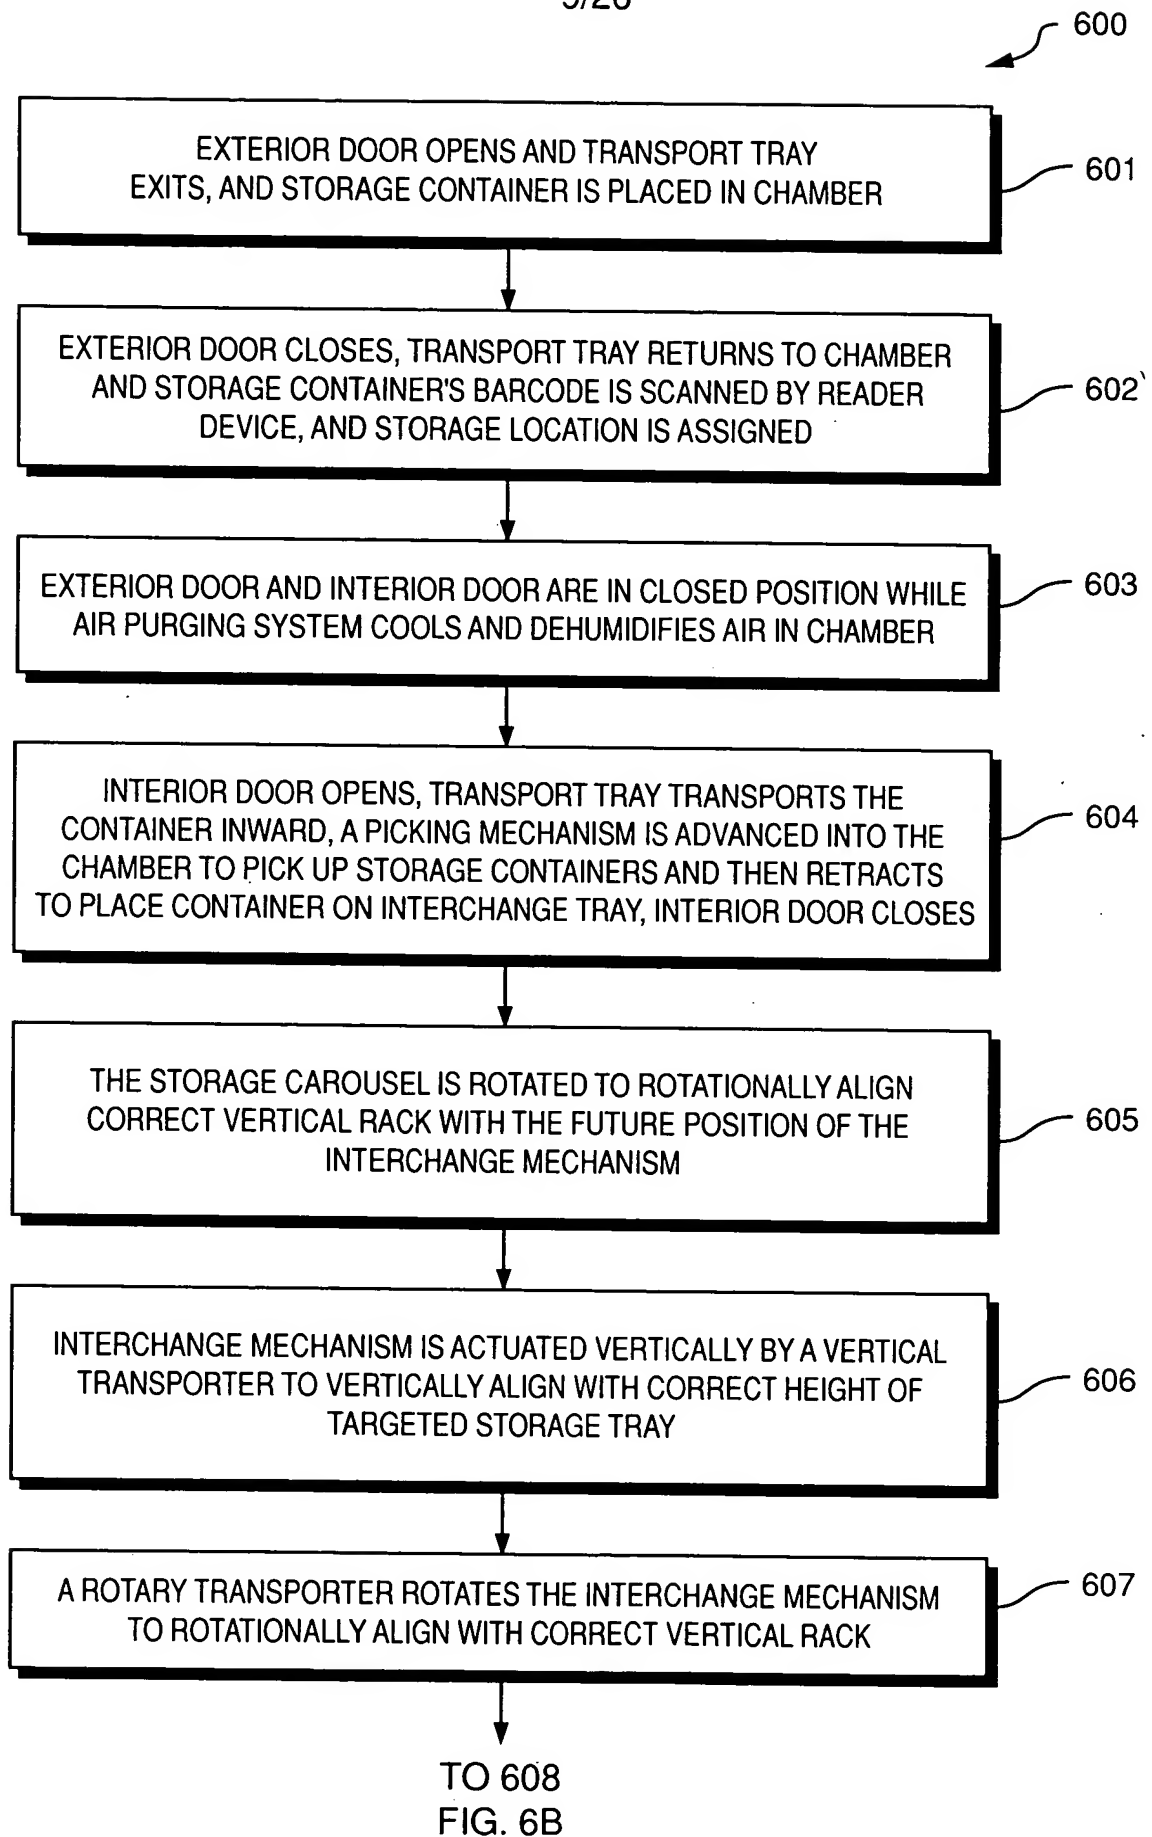 600
EXTERIOR DOOR OPENS AND TRANSPORT TRAY
EXITS, AND STORAGE CONTAINER IS PLACED IN CHAMBER
601
EXTERIOR DOOR CLOSES, TRANSPORT TRAY RETURNS TO CHAMBER
AND STORAGE CONTAINER'S BARCODE IS SCANNED BY READER
DEVICE, AND STORAGE LOCATION IS ASSIGNED
602
EXTERIOR DOOR AND INTERIOR DOOR ARE IN CLOSED POSITION WHILE
AIR PURGING SYSTEM COOLS AND DEHUMIDIFIES AIR IN CHAMBER
603
INTERIOR DOOR OPENS, TRANSPORT TRAY TRANSPORTS THE
CONTAINER INWARD, A PICKING MECHANISM IS ADVANCED INTO THE
CHAMBER TO PICK UP STORAGE CONTAINERS AND THEN RETRACTS
TO PLACE CONTAINER ON INTERCHANGE TRAY, INTERIOR DOOR CLOSES
604
THE STORAGE CAROUSEL IS ROTATED TO ROTATIONALLY ALIGN
CORRECT VERTICAL RACK WITH THE FUTURE POSITION OF THE
INTERCHANGE MECHANISM
605
INTERCHANGE MECHANISM IS ACTUATED VERTICALLY BY A VERTICAL
TRANSPORTER TO VERTICALLY ALIGN WITH CORRECT HEIGHT OF
TARGETED STORAGE TRAY
606
A ROTARY TRANSPORTER ROTATES THE INTERCHANGE MECHANISM
TO ROTATIONALLY ALIGN WITH CORRECT VERTICAL RACK
607
TO 608
FIG. 6B